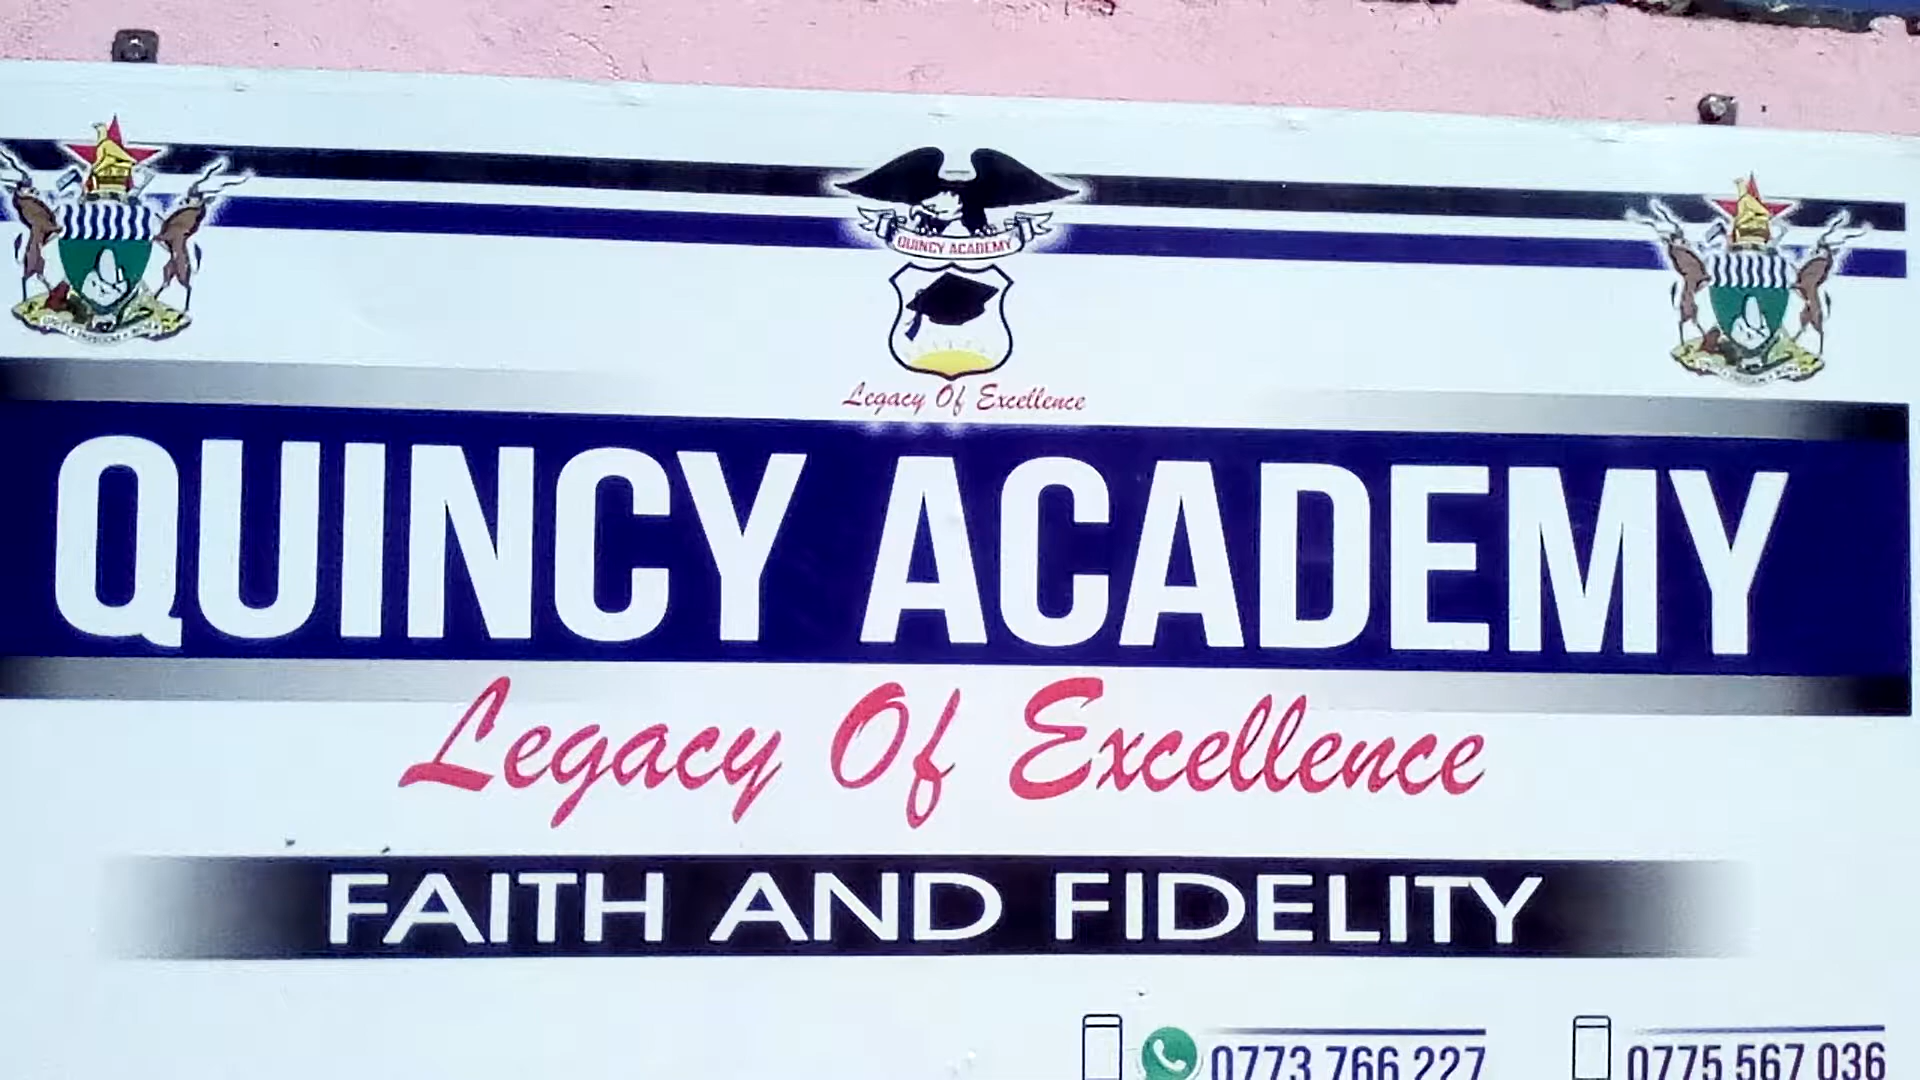 QUINCY ACADEMY
Legacy Of Excellence
QUINCY ACADEMY
Legacy Of Excellence
FAITH AND FIDELITY
0773 766 227
0775 567 036